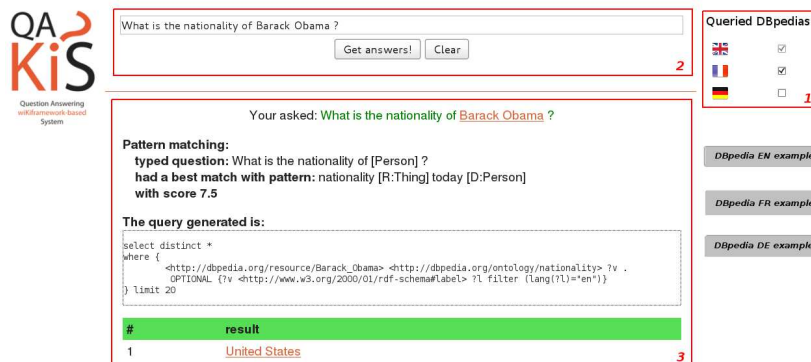 QA
KiS
Question Answering
wikiframework-based
System
What is the nationality of Barack Obama ?
Get answers! Clear
2
Queried DBpedias
1
Your asked: What is the nationality of Barack Obama ?
Pattern matching:
typed question: What is the nationality of [Person] ?
had a best match with pattern: nationality [R:Thing] today [D:Person]
with score 7.5
The query generated is:
select distinct *
where {
<http://dbpedia.org/resource/Barack_Obama> <http://dbpedia.org/ontology/nationality> ?v .
OPTIONAL {?v <http://www.w3.org/2000/01/rdf-schema#label> ?l filter (lang(?l)="en")}
} limit 20
# result
1 United States
3
DBpedia EN example
DBpedia FR example
DBpedia DE example